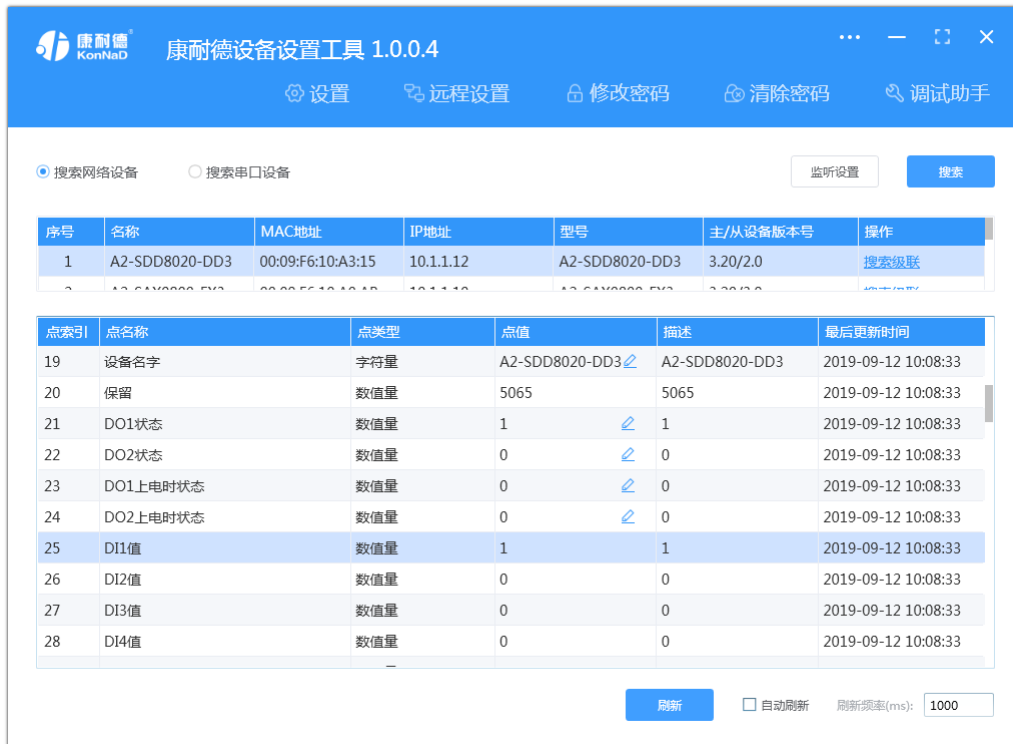 康耐德®
KonNaD
康耐德设备设置工具 1.0.0.4
设置 远程设置 修改密码 清除密码 调试助手
搜索网络设备 搜索串口设备 监听设置 搜索
序号 名称 MAC地址 IP地址 型号 主/从设备版本号 操作
1 A2-SDD8020-DD3 00:09:F6:10:A3:15 10.1.1.12 A2-SDD8020-DD3 3.20/2.0 搜索级联
点索引 点名称 点类型 点值 描述 最后更新时间
19 设备名字 字符量 A2-SDD8020-DD3 A2-SDD8020-DD3 2019-09-12 10:08:33
20 保留 数值量 5065 5065 2019-09-12 10:08:33
21 DO1状态 数值量 1 1 2019-09-12 10:08:33
22 DO2状态 数值量 0 0 2019-09-12 10:08:33
23 DO1上电时状态 数值量 0 0 2019-09-12 10:08:33
24 DO2上电时状态 数值量 0 0 2019-09-12 10:08:33
25 DI1值 数值量 1 1 2019-09-12 10:08:33
26 DI2值 数值量 0 0 2019-09-12 10:08:33
27 DI3值 数值量 0 0 2019-09-12 10:08:33
28 DI4值 数值量 0 0 2019-09-12 10:08:33
刷新 自动刷新 刷新频率(ms): 1000